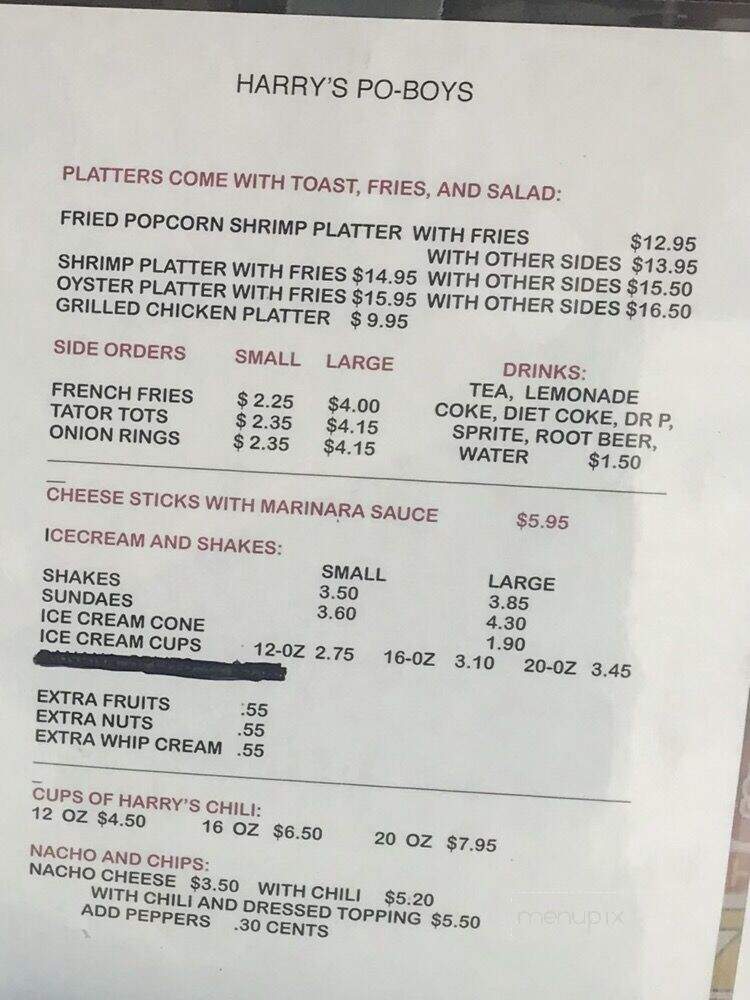 HARRY'S PO-BOYS
PLATTERS COME WITH TOAST, FRIES, AND SALAD:
FRIED POPCORN SHRIMP PLATTER WITH FRIES $12.95
WITH OTHER SIDES $13.95
SHRIMP PLATTER WITH FRIES $14.95 WITH OTHER SIDES $15.50
OYSTER PLATTER WITH FRIES $15.95 WITH OTHER SIDES $16.50
GRILLED CHICKEN PLATTER $ 9.95
SIDE ORDERS SMALL LARGE
FRENCH FRIES $ 2.25 $4.00
TATOR TOTS $ 2.35 $4.15
ONION RINGS $ 2.35 $4.15
DRINKS:
TEA, LEMONADE
COKE, DIET COKE, DR P,
SPRITE, ROOT BEER,
WATER $1.50
CHEESE STICKS WITH MARINARA SAUCE $5.95
ICECREAM AND SHAKES:
SMALL LARGE
SHAKES 3.50 3.85
SUNDAES 3.60 4.30
ICE CREAM CONE 1.90
ICE CREAM CUPS 12-OZ 2.75 16-OZ 3.10 20-OZ 3.45
EXTRA FRUITS .55
EXTRA NUTS .55
EXTRA WHIP CREAM .55
CUPS OF HARRY'S CHILI:
12 OZ $4.50 16 OZ $6.50 20 OZ $7.95
NACHO AND CHIPS:
NACHO CHEESE $3.50 WITH CHILI $5.20
WITH CHILI AND DRESSED TOPPING $5.50
ADD PEPPERS .30 CENTS
menupix